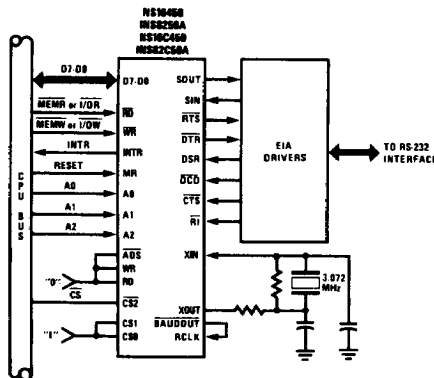 NS16450
INS8250A
NS16C450
INS82C50A
D7-D0
D7-D0
MEMR or I/OR
RD
MEMW or I/OW
WR
INTR
INTR
RESET
MR
A0
A0
A1
A1
A2
A2
ADS
WR
RD
"0"
CS
CS2
"1"
CS1
CS0
CPU BUS
SOUT
SIN
RTS
DTR
DSR
DCD
CTS
RI
XIN
XOUT
BAUDOUT
RCLK
EIA
DRIVERS
TO RS-232
INTERFACE
3.072
MHz